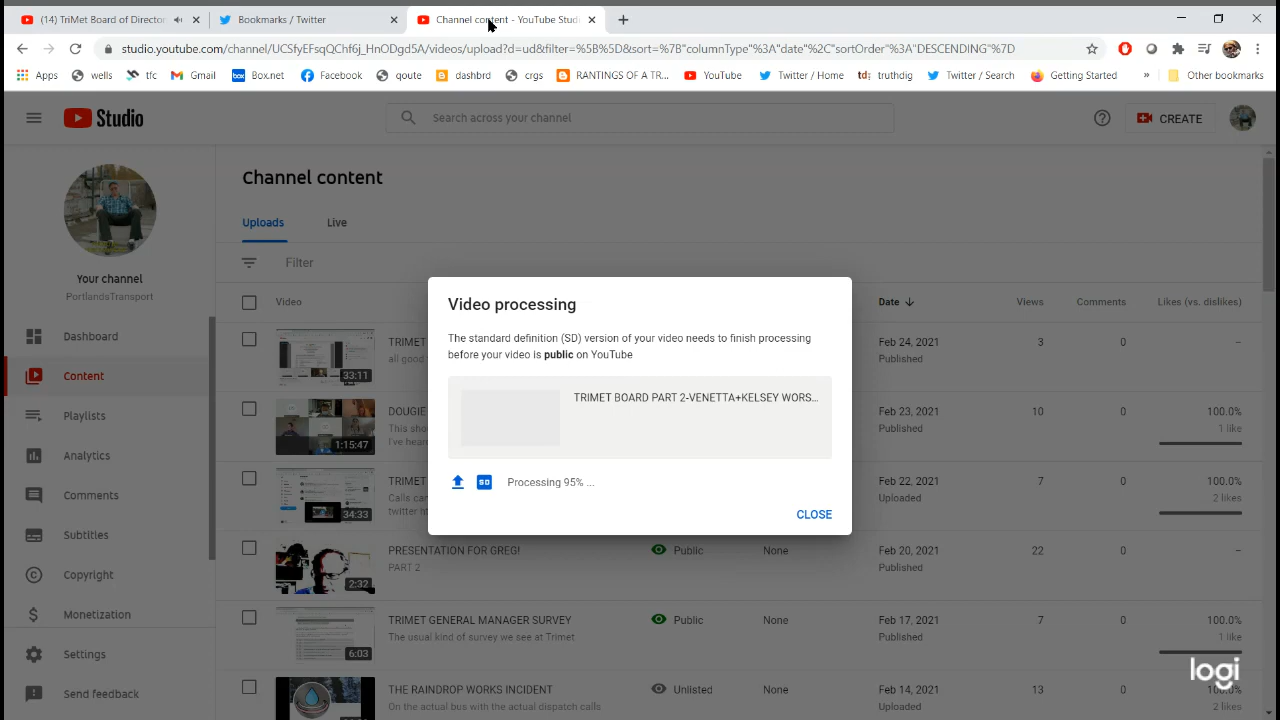 (14) TriMet Board of Director
Bookmarks / Twitter
Channel content - YouTube Studi
studio.youtube.com/channel/UCSfyEFsqQChf6j_HnODgd5A/videos/upload?d=ud&filter=%5B%5D&sort=%7B"columnType"%3A"date"%2C"sortOrder"%3A"DESCENDING"%7D
Apps
wells
tfc
Gmail
box
Box.net
Facebook
qoute
dashbrd
crgs
RANTINGS OF A TR...
YouTube
Twitter / Home
td:
truthdig
Twitter / Search
Getting Started
»
Other bookmarks
Studio
Search across your channel
CREATE
Your channel
PortlandsTransport
Dashboard
Content
Playlists
Analytics
Comments
Subtitles
Copyright
Monetization
Settings
Send feedback
Channel content
Uploads
Live
Filter
Video
Date
Views
Comments
Likes (vs. dislikes)
33:11
TRIMET
all good
Feb 24, 2021
Published
3
0
–
1:15:47
DOUGIE
This sho
I've hear
Feb 23, 2021
Published
10
0
100.0%
1 like
34:33
TRIMET
Calls can
twitter h
Feb 22, 2021
Uploaded
7
0
100.0%
2 likes
2:32
PRESENTATION FOR GREG!
PART 2
Public
None
Feb 20, 2021
Published
22
0
–
6:03
TRIMET GENERAL MANAGER SURVEY
The usual kind of survey we see at Trimet
Public
None
Feb 17, 2021
Published
7
0
100.0%
1 like
THE RAINDROP WORKS INCIDENT
On the actual bus with the actual dispatch calls
Unlisted
None
Feb 14, 2021
Uploaded
13
0
100.0%
2 likes
Video processing
The standard definition (SD) version of your video needs to finish processing
before your video is public on YouTube
TRIMET BOARD PART 2-VENETTA+KELSEY WORS...
SD
Processing 95% ...
CLOSE
logi